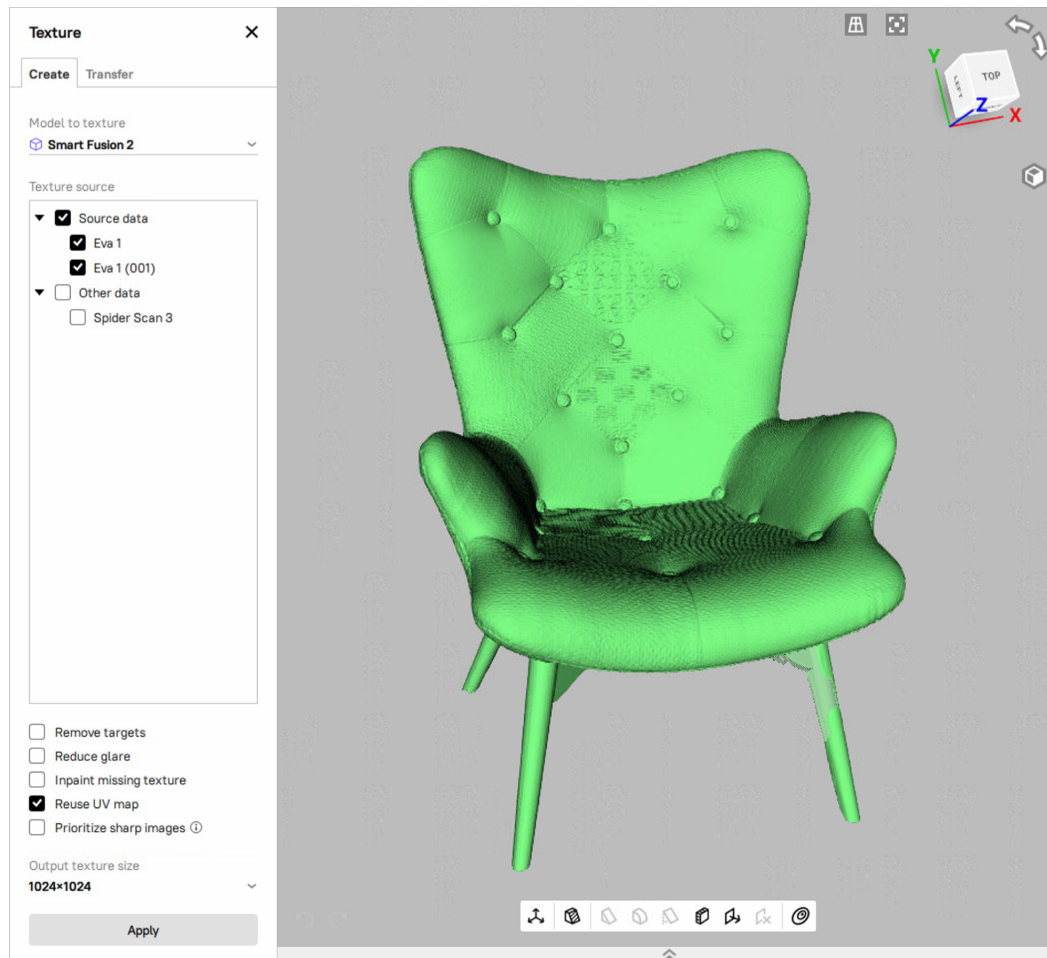 Texture
Create Transfer
Model to texture
Smart Fusion 2
Texture source
Source data
Eva 1
Eva 1 (001)
Other data
Spider Scan 3
Remove targets
Reduce glare
Inpaint missing texture
Reuse UV map
Prioritize sharp images
Output texture size
1024×1024
Apply
Y
LEFT
TOP
Z
X